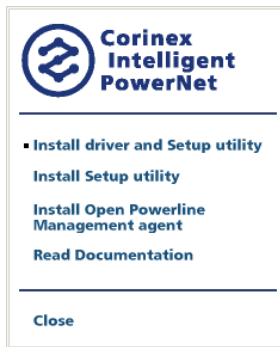 Corinex
Intelligent
PowerNet
Install driver and Setup utility
Install Setup utility
Install Open Powerline
Management agent
Read Documentation
Close